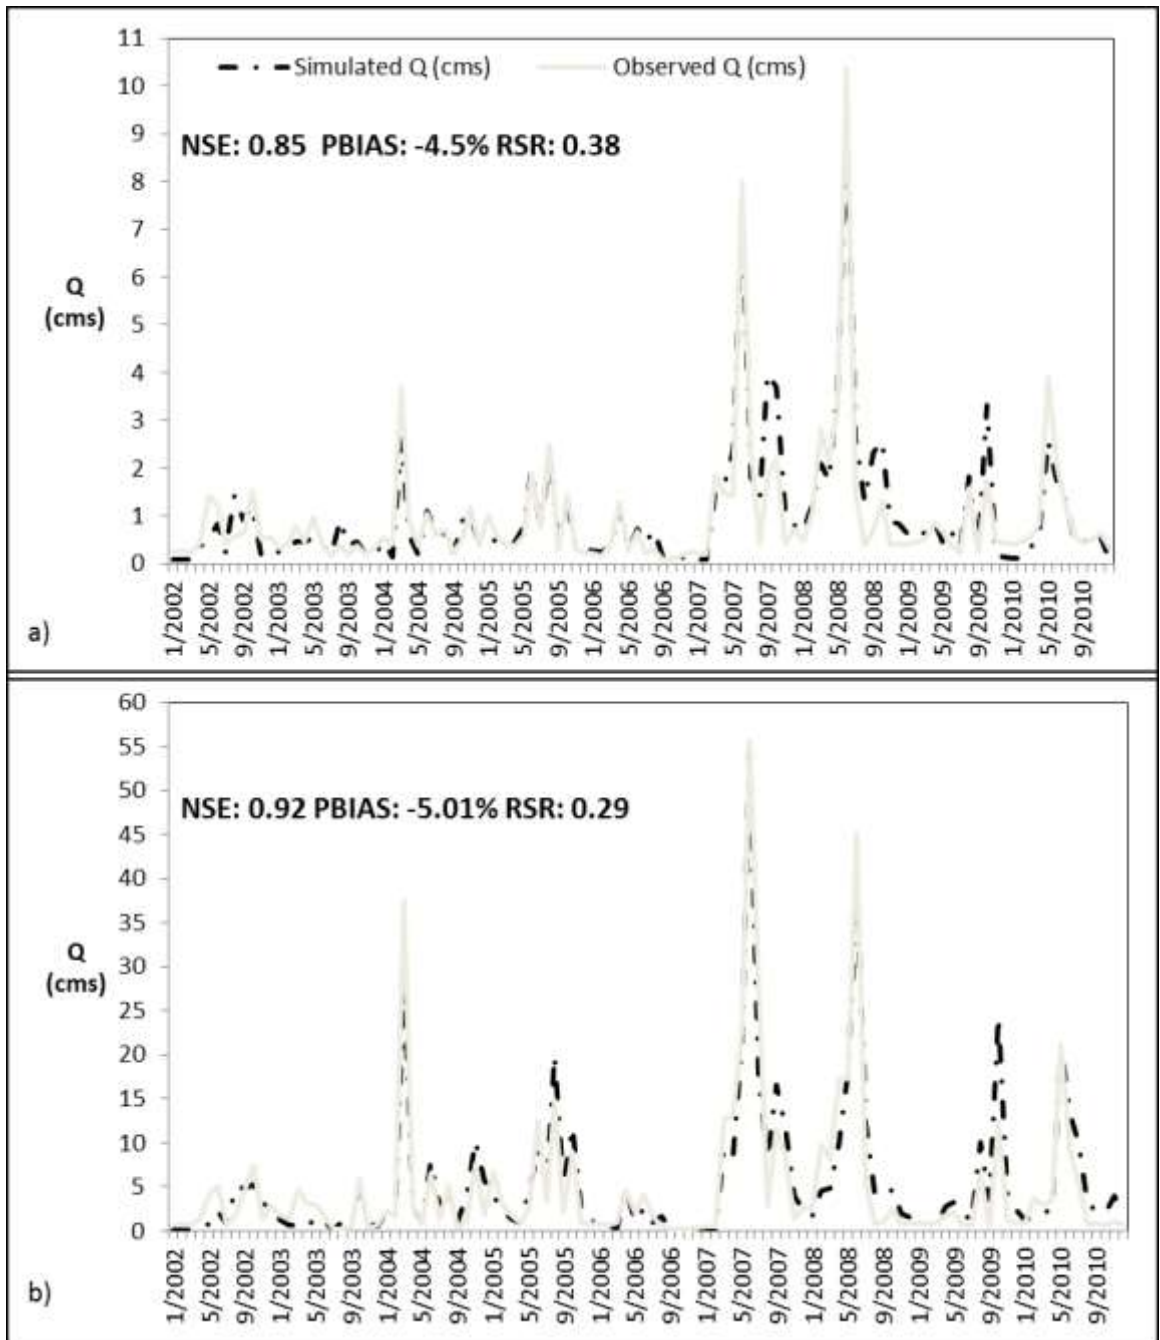 11
Simulated Q (cms) Observed Q (cms)
10
9
NSE: 0.85 PBIAS: -4.5% RSR: 0.38
8
7
6
Q
(cms)
5
4
3
2
1
0
1/2002 5/2002 9/2002 1/2003 5/2003 9/2003 1/2004 5/2004 9/2004 1/2005 5/2005 9/2005 1/2006 5/2006 9/2006 1/2007 5/2007 9/2007 1/2008 5/2008 9/2008 1/2009 5/2009 9/2009 1/2010 5/2010 9/2010
a)
60
55
50
NSE: 0.92 PBIAS: -5.01% RSR: 0.29
45
40
35
Q
(cms)
30
25
20
15
10
5
0
1/2002 5/2002 9/2002 1/2003 5/2003 9/2003 1/2004 5/2004 9/2004 1/2005 5/2005 9/2005 1/2006 5/2006 9/2006 1/2007 5/2007 9/2007 1/2008 5/2008 9/2008 1/2009 5/2009 9/2009 1/2010 5/2010 9/2010
b)